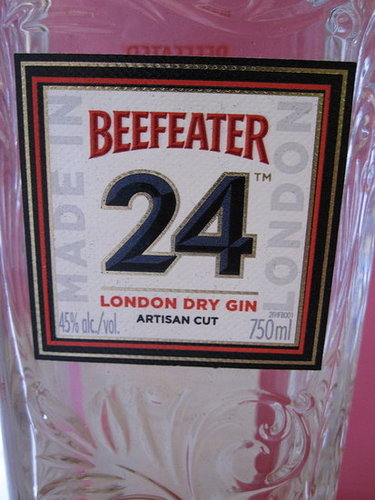 BEEFEATER
24™
MADE IN
LONDON
LONDON DRY GIN
ARTISAN CUT
45% alc./vol.
750ml